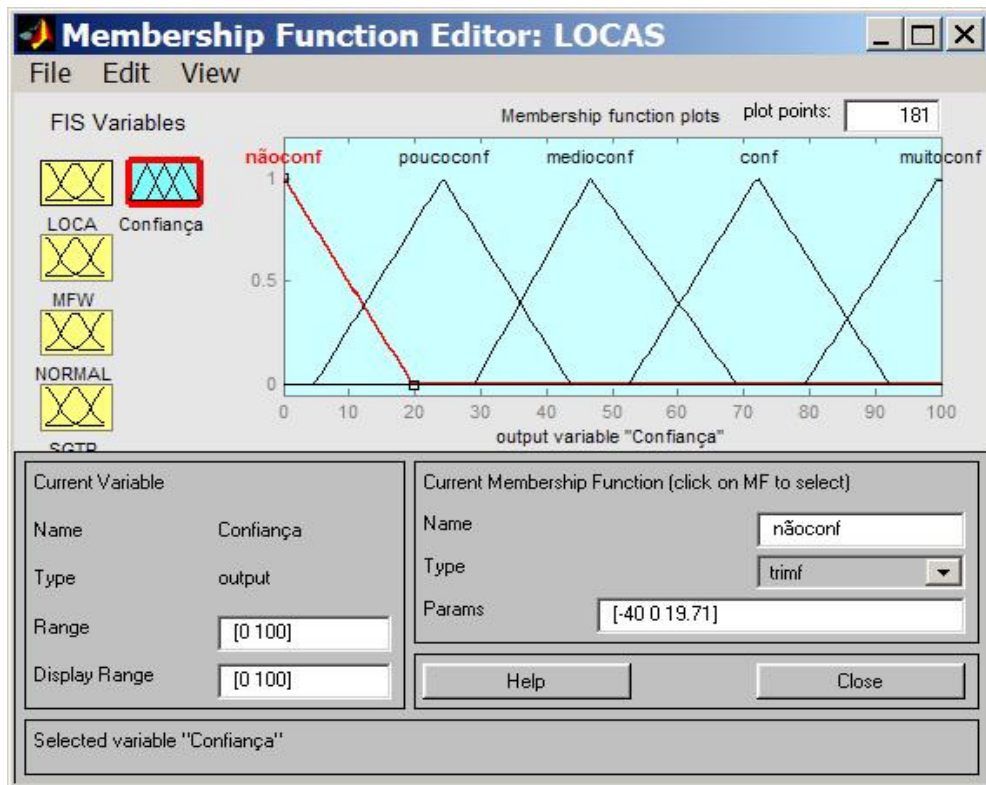 Membership Function Editor: LOCAS
File Edit View
FIS Variables
Membership function plots plot points: 181
nãoconf poucoconf medioconf conf muitoconf
LOCA Confiança
MFW
NORMAL
SGTR
1
0.5
0
0 10 20 30 40 50 60 70 80 90 100
output variable "Confiança"
Current Variable
Name Confiança
Type output
Range [0 100]
Display Range [0 100]
Current Membership Function (click on MF to select)
Name nãoconf
Type trimf
Params [-40 0 19.71]
Help Close
Selected variable "Confiança"